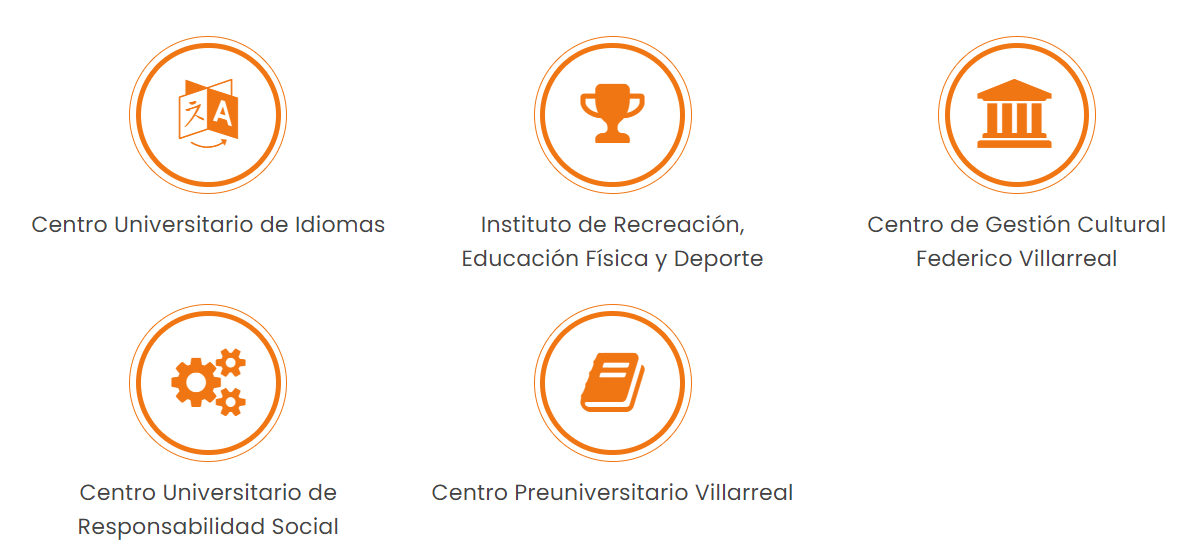 文 A
Centro Universitario de Idiomas
Instituto de Recreación,
Educación Física y Deporte
Centro de Gestión Cultural
Federico Villarreal
Centro Universitario de
Responsabilidad Social
Centro Preuniversitario Villarreal